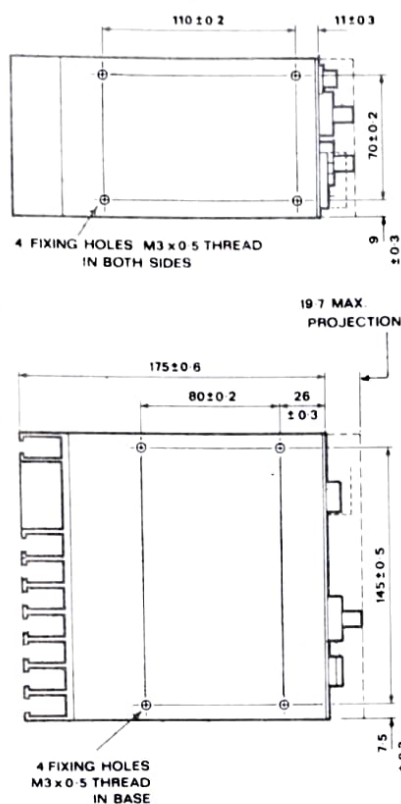 110±0·2
11±0·3
70±0·2
9
±0·3
4 FIXING HOLES M3 x 0·5 THREAD
IN BOTH SIDES
19·7 MAX.
PROJECTION
175±0·6
80±0·2
26
±0·3
145±0·5
7·5
4 FIXING HOLES
M3 x 0·5 THREAD
IN BASE